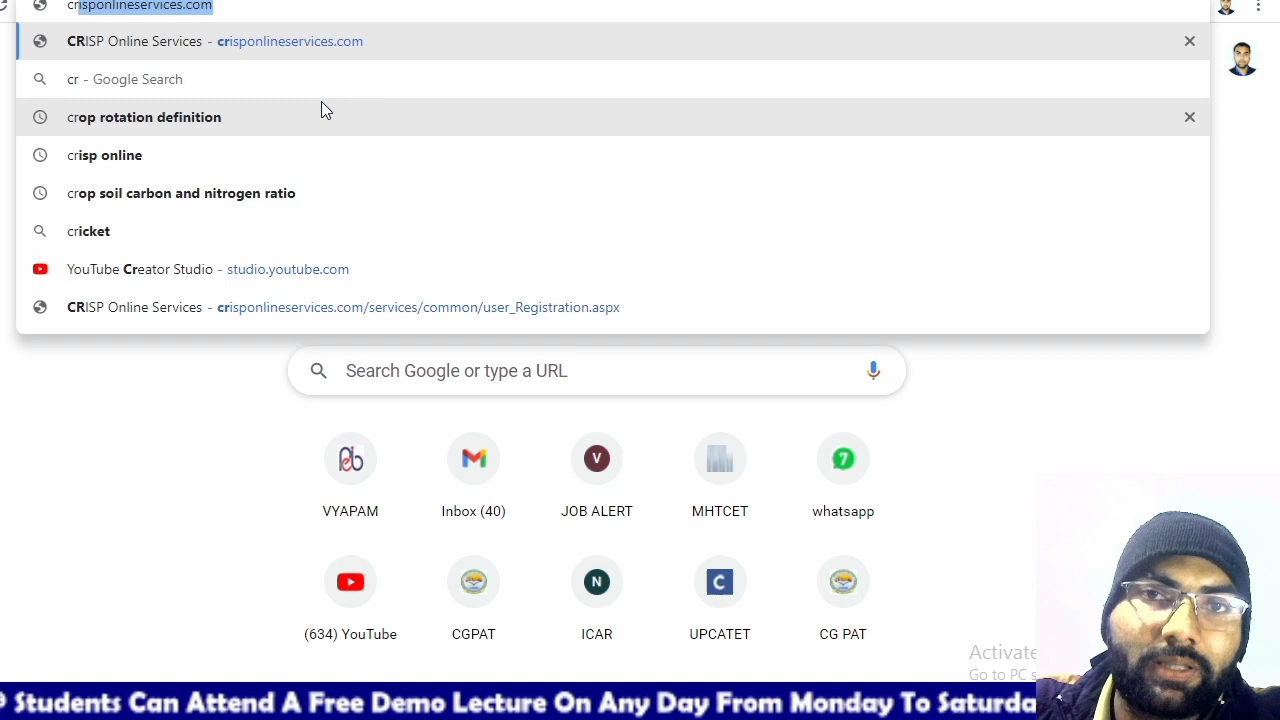 crisponlineservices.com
CRISP Online Services - crisponlineservices.com
cr - Google Search
crop rotation definition
crisp online
crop soil carbon and nitrogen ratio
cricket
YouTube Creator Studio - studio.youtube.com
CRISP Online Services - crisponlineservices.com/services/common/user_Registration.aspx
Search Google or type a URL
V
7
VYAPAM
Inbox (40)
JOB ALERT
MHTCET
whatsapp
N
C
(634) YouTube
CGPAT
ICAR
UPCATET
CG PAT
Activate
Go to PC s
Students Can Attend A Free Demo Lecture On Any Day From Monday To Saturda